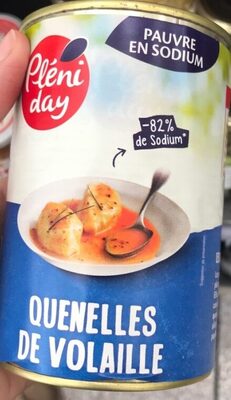 PAUVRE
EN SODIUM
Pléni
day
-82%
de Sodium*
QUENELLES
DE VOLAILLE